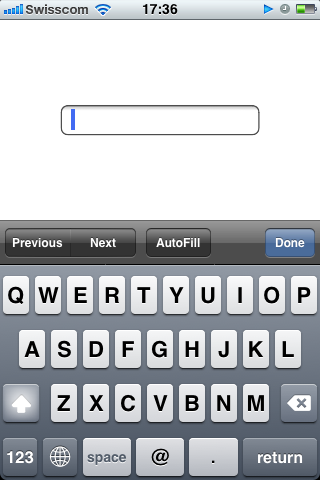 Swisscom 17:36
Previous Next AutoFill Done
Q W E R T Y U I O P
A S D F G H J K L
Z X C V B N M
123 space @ . return